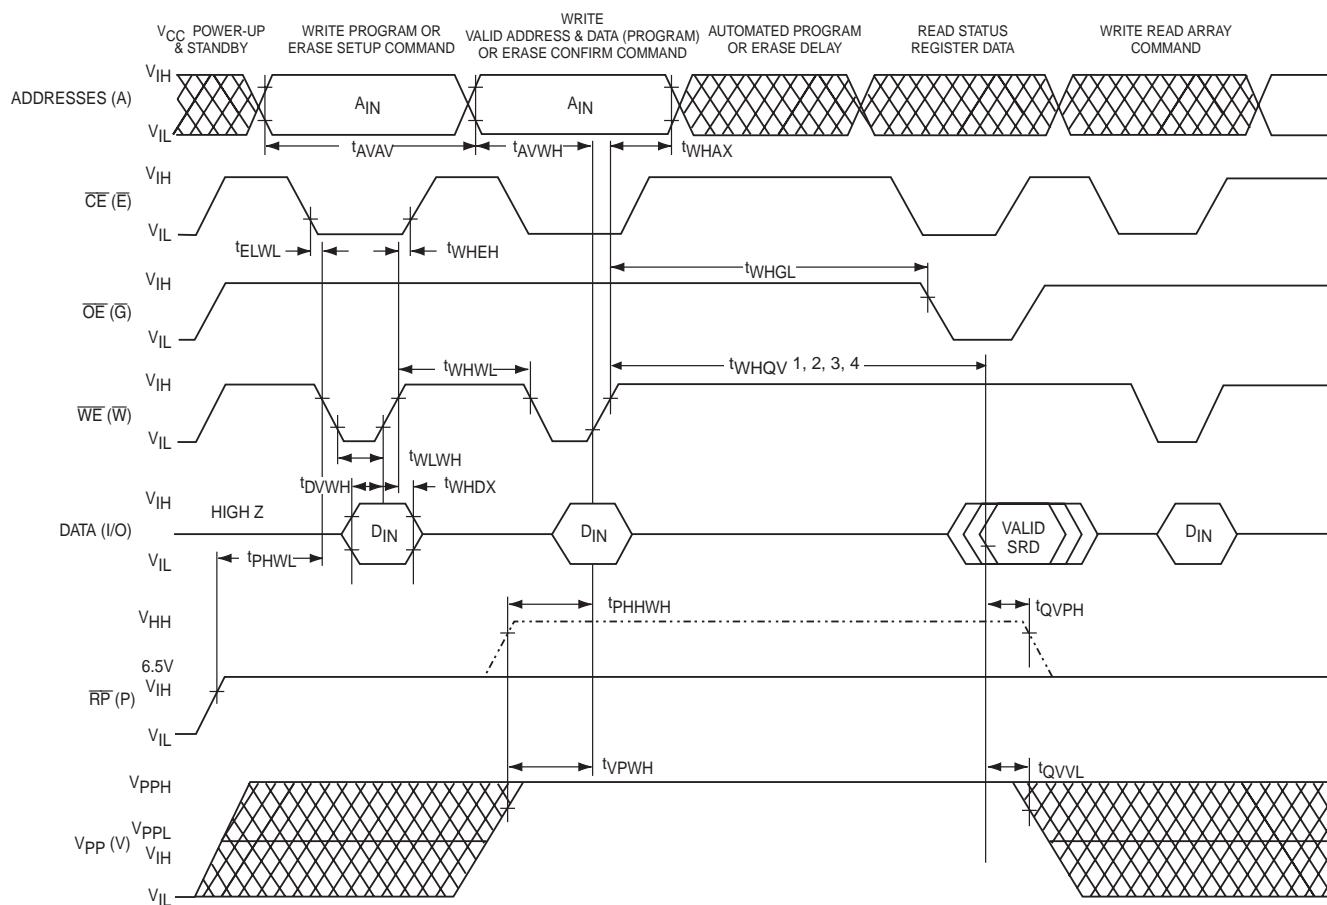 VCC POWER-UP
& STANDBY
WRITE PROGRAM OR
ERASE SETUP COMMAND
WRITE
VALID ADDRESS & DATA (PROGRAM)
OR ERASE CONFIRM COMMAND
AUTOMATED PROGRAM
OR ERASE DELAY
READ STATUS
REGISTER DATA
WRITE READ ARRAY
COMMAND
ADDRESSES (A)
VIH
VIL
AIN
AIN
tAVAV
tAVWH
tWHAX
CE (E)
VIH
VIL
tELWL
tWHEH
OE (G)
VIH
VIL
tWHGL
WE (W)
VIH
VIL
tWHWL
tWHQV 1, 2, 3, 4
tWLWH
tDVWH
tWHDX
DATA (I/O)
VIH
VIL
HIGH Z
DIN
DIN
VALID
SRD
DIN
tPHWL
tPHHWH
tQVPH
VHH
6.5V
VIH
RP (P)
VIL
tVPWH
tQVVL
VPPH
VPPL
VPP (V)
VIH
VIL